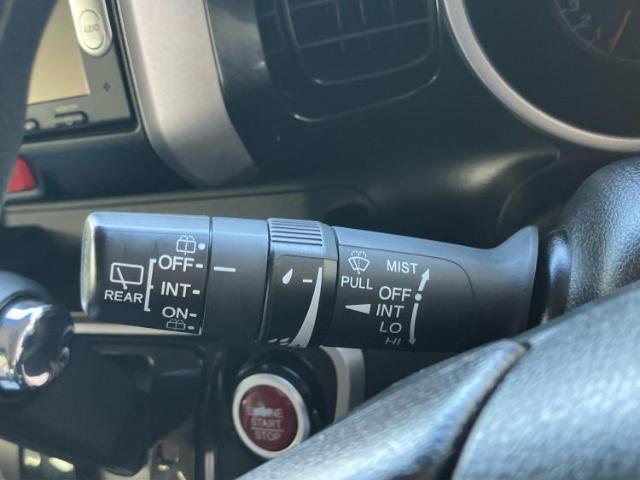 REAR
OFF
INT
ON
PULL
MIST
OFF
INT
LO
HI
ENGINE
START
STOP